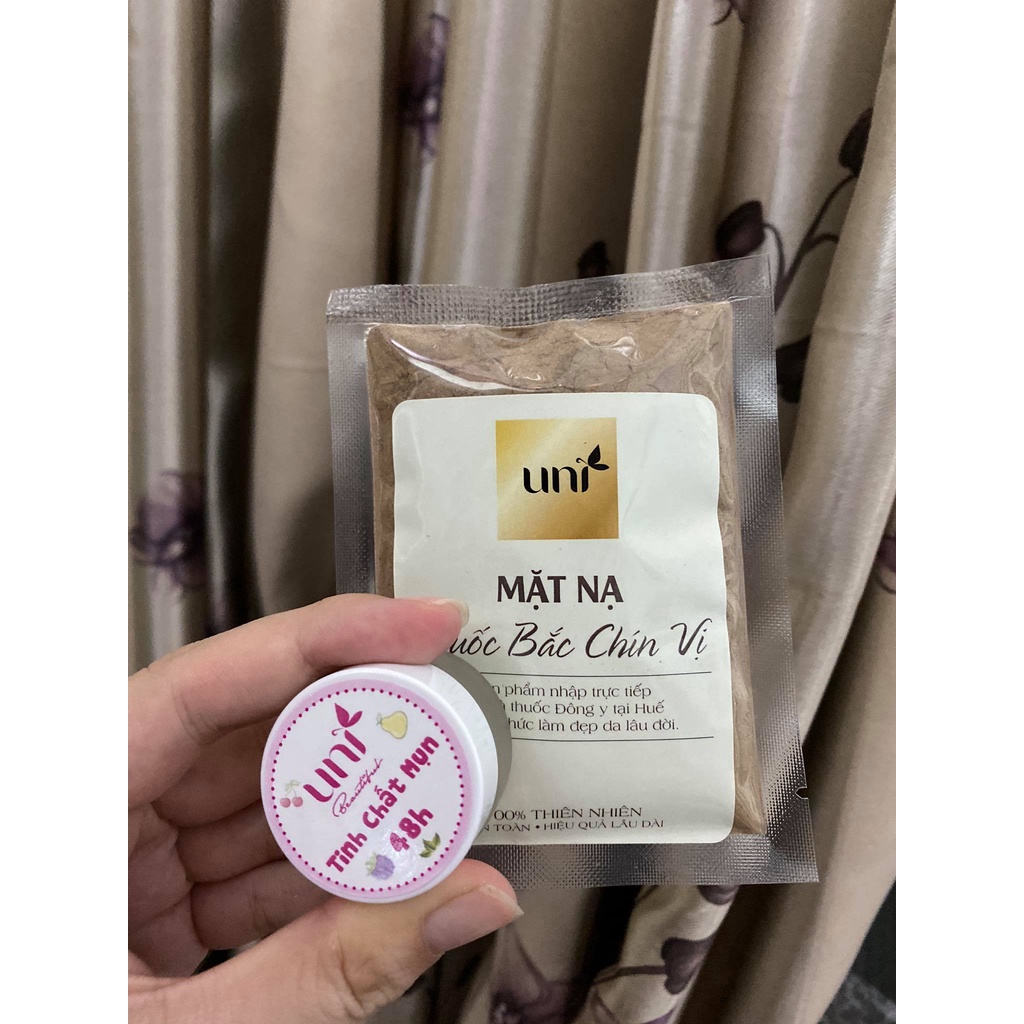 uni
MẶT NẠ
uốc Bắc Chín Vị
phẩm nhập trực tiếp
thuốc Đông y tại Huế
hức làm đẹp da lâu đời.
00% THIÊN NHIÊN
N TOÀN • HIỆU QUẢ LÂU DÀI
uni
Beautiful
Tinh Chất Mụn
48h